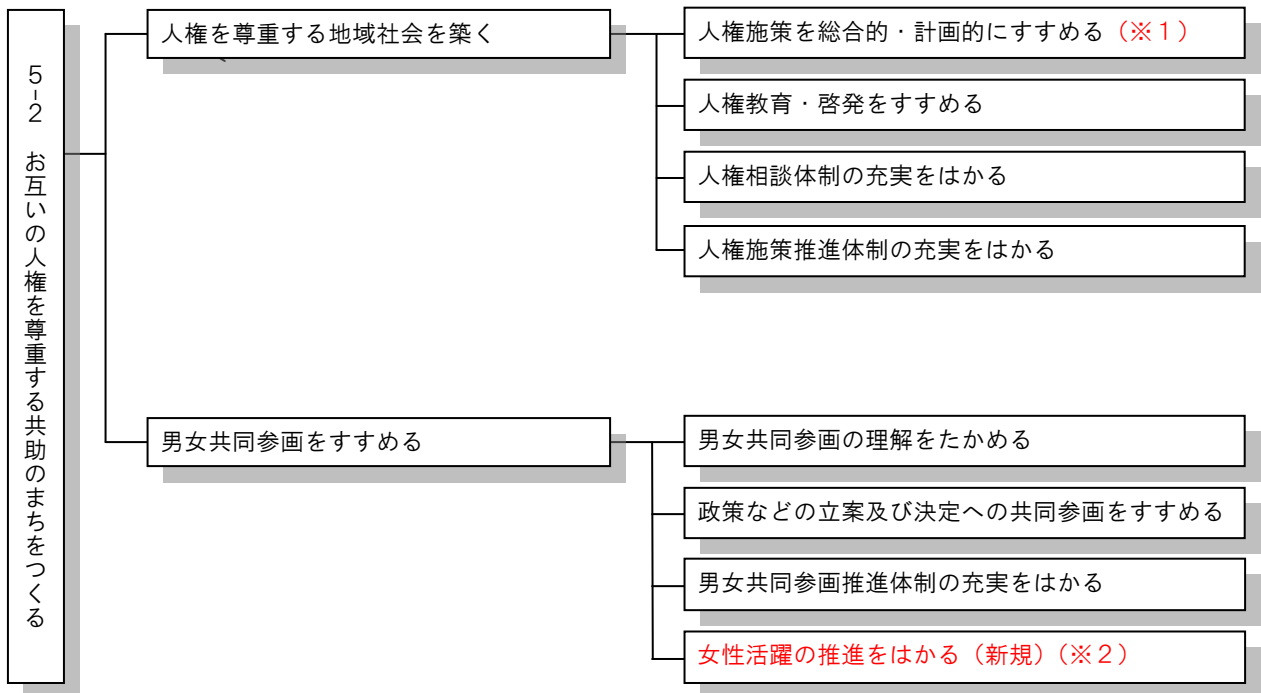 5-2 お互いの人権を尊重する共助のまちをつくる
人権を尊重する地域社会を築く
人権施策を総合的・計画的にすすめる（※１）
人権教育・啓発をすすめる
人権相談体制の充実をはかる
人権施策推進体制の充実をはかる
男女共同参画をすすめる
男女共同参画の理解をたかめる
政策などの立案及び決定への共同参画をすすめる
男女共同参画推進体制の充実をはかる
女性活躍の推進をはかる（新規）（※２）